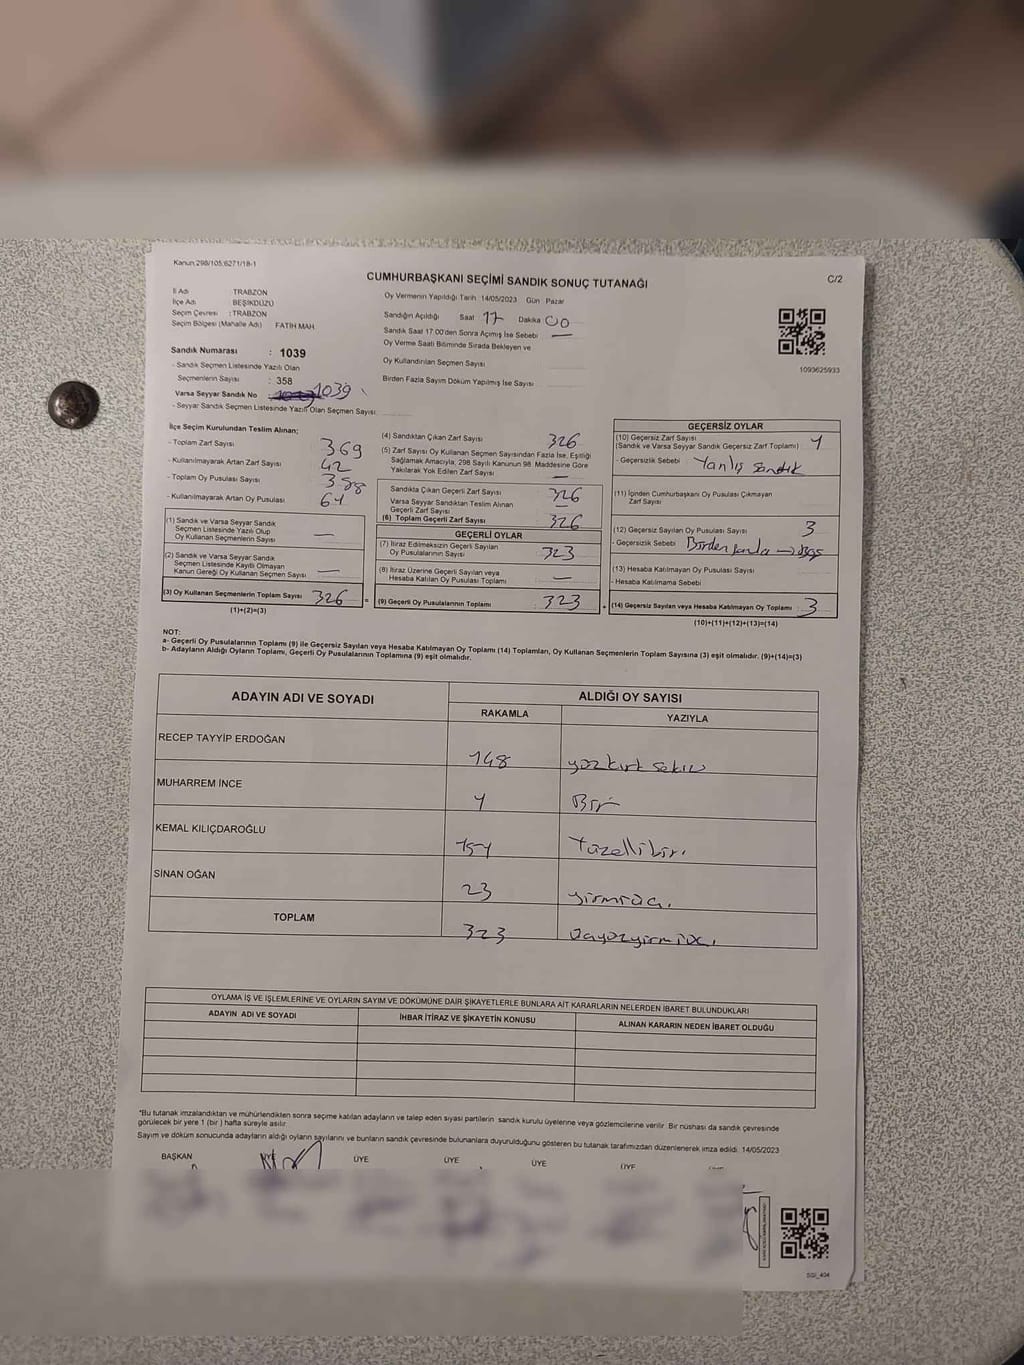 Kanun 298/105;6271/18-1
CUMHURBAŞKANI SEÇİMİ SANDIK SONUÇ TUTANAĞI
C/2
İl Adı : TRABZON
İlçe Adı : BEŞİKDÜZÜ
Seçim Çevresi : TRABZON
Seçim Bölgesi (Mahalle Adı) FATİH MAH
Oy Vermenin Yapıldığı Tarih 14/05/2023 Gün Pazar
Sandığın Açıldığı Saat 17 Dakika 00
Sandık Saat 17.00'den Sonra Açımış İse Sebebi —
Oy Verme Saati Bitiminde Sırada Bekleyen ve
Oy Kullandırılan Seçmen Sayısı
Birden Fazla Sayım Döküm Yapılmış İse Sayısı
1093625933
Sandık Numarası : 1039
- Sandık Seçmen Listesinde Yazılı Olan
Seçmenlerin Sayısı : 358
Varsa Seyyar Sandık No 1039
- Seyyar Sandık Seçmen Listesinde Yazılı Olan Seçmen Sayısı:
İlçe Seçim Kurulundan Teslim Alınan;
- Toplam Zarf Sayısı 369
- Kullanılmayarak Artan Zarf Sayısı 42
- Toplam Oy Pusulası Sayısı 388
- Kullanılmayarak Artan Oy Pusulası 64
(1) Sandık ve Varsa Seyyar Sandık
Seçmen Listesinde Yazılı Olup
Oy Kullanan Seçmenlerin Sayısı —
(2) Sandık ve Varsa Seyyar Sandık
Seçmen Listesinde Kayıtlı Olmayan
Kanun Gereği Oy Kullanan Seçmen Sayısı —
(3) Oy Kullanan Seçmenlerin Toplam Sayısı 326
(1)+(2)=(3)
(4) Sandıktan Çıkan Zarf Sayısı 326
(5) Zarf Sayısı Oy Kullanan Seçmen Sayısından Fazla İse, Eşitliği
Sağlamak Amacıyla, 298 Sayılı Kanunun 98. Maddesine Göre
Yakılarak Yok Edilen Zarf Sayısı —
Sandıkta Çıkan Geçerli Zarf Sayısı 326
Varsa Seyyar Sandıktan Teslim Alınan
Geçerli Zarf Sayısı —
(6) Toplam Geçerli Zarf Sayısı 326
GEÇERLİ OYLAR
(7) İtiraz Edilmeksizin Geçerli Sayılan
Oy Pusulalarının Sayısı 323
(8) İtiraz Üzerine Geçerli Sayılan veya
Hesaba Katılan Oy Pusulası Toplamı —
(9) Geçerli Oy Pusulalarının Toplamı 323
GEÇERSİZ OYLAR
(10) Geçersiz Zarf Sayısı 1
(Sandık ve Varsa Seyyar Sandık Geçersiz Zarf Toplamı)
- Geçersizlik Sebebi Yanlış sandık
(11) İçinden Cumhurbaşkanı Oy Pusulası Çıkmayan
Zarf Sayısı
(12) Geçersiz Sayılan Oy Pusulası Sayısı 3
- Geçersizlik Sebebi Birden fazla
(13) Hesaba Katılmayan Oy Pusulası Sayısı
- Hesaba Katılmama Sebebi
(14) Geçersiz Sayılan veya Hesaba Katılmayan Oy Toplamı 3
(10)+(11)+(12)+(13)=(14)
NOT:
a- Geçerli Oy Pusulalarının Toplamı (9) ile Geçersiz Sayılan veya Hesaba Katılmayan Oy Toplamı (14) Toplamları, Oy Kullanan Seçmenlerin Toplam Sayısına (3) eşit olmalıdır. (9)+(14)=(3)
b- Adayların Aldığı Oyların Toplamı, Geçerli Oy Pusulalarının Toplamına (9) eşit olmalıdır.
ADAYIN ADI VE SOYADI ALDIĞI OY SAYISI
RAKAMLA YAZIYLA
RECEP TAYYİP ERDOĞAN 148 yüzkırk sekiz
MUHARREM İNCE 1 Bir
KEMAL KILIÇDAROĞLU 151 Yüzellibir
SİNAN OĞAN 23 yirmiüç
TOPLAM 323 üçyüzyirmiüç
OYLAMA İŞ VE İŞLEMLERİNE VE OYLARIN SAYIM VE DÖKÜMÜNE DAİR ŞİKAYETLERLE BUNLARA AİT KARARLARIN NELERDEN İBARET BULUNDUKLARI
ADAYIN ADI VE SOYADI İHBAR İTİRAZ VE ŞİKAYETİN KONUSU ALINAN KARARIN NEDEN İBARET OLDUĞU
*Bu tutanak imzalandıktan ve mühürlendikten sonra seçime katılan adayların ve talep eden siyasi partilerin sandık kurulu üyelerine veya gözlemcilerine verilir. Bir nüshası da sandık çevresinde
görülecek bir yere 1 (bir) hafta süreyle asılır.
Sayım ve döküm sonucunda adayların aldığı oyların sayılarını ve bunların sandık çevresinde bulunanlara duyurulduğunu gösteren bu tutanak tarafımızdan düzenlenerek imza edildi. 14/05/2023
BAŞKAN ÜYE ÜYE ÜYE ÜYE
SGI_404